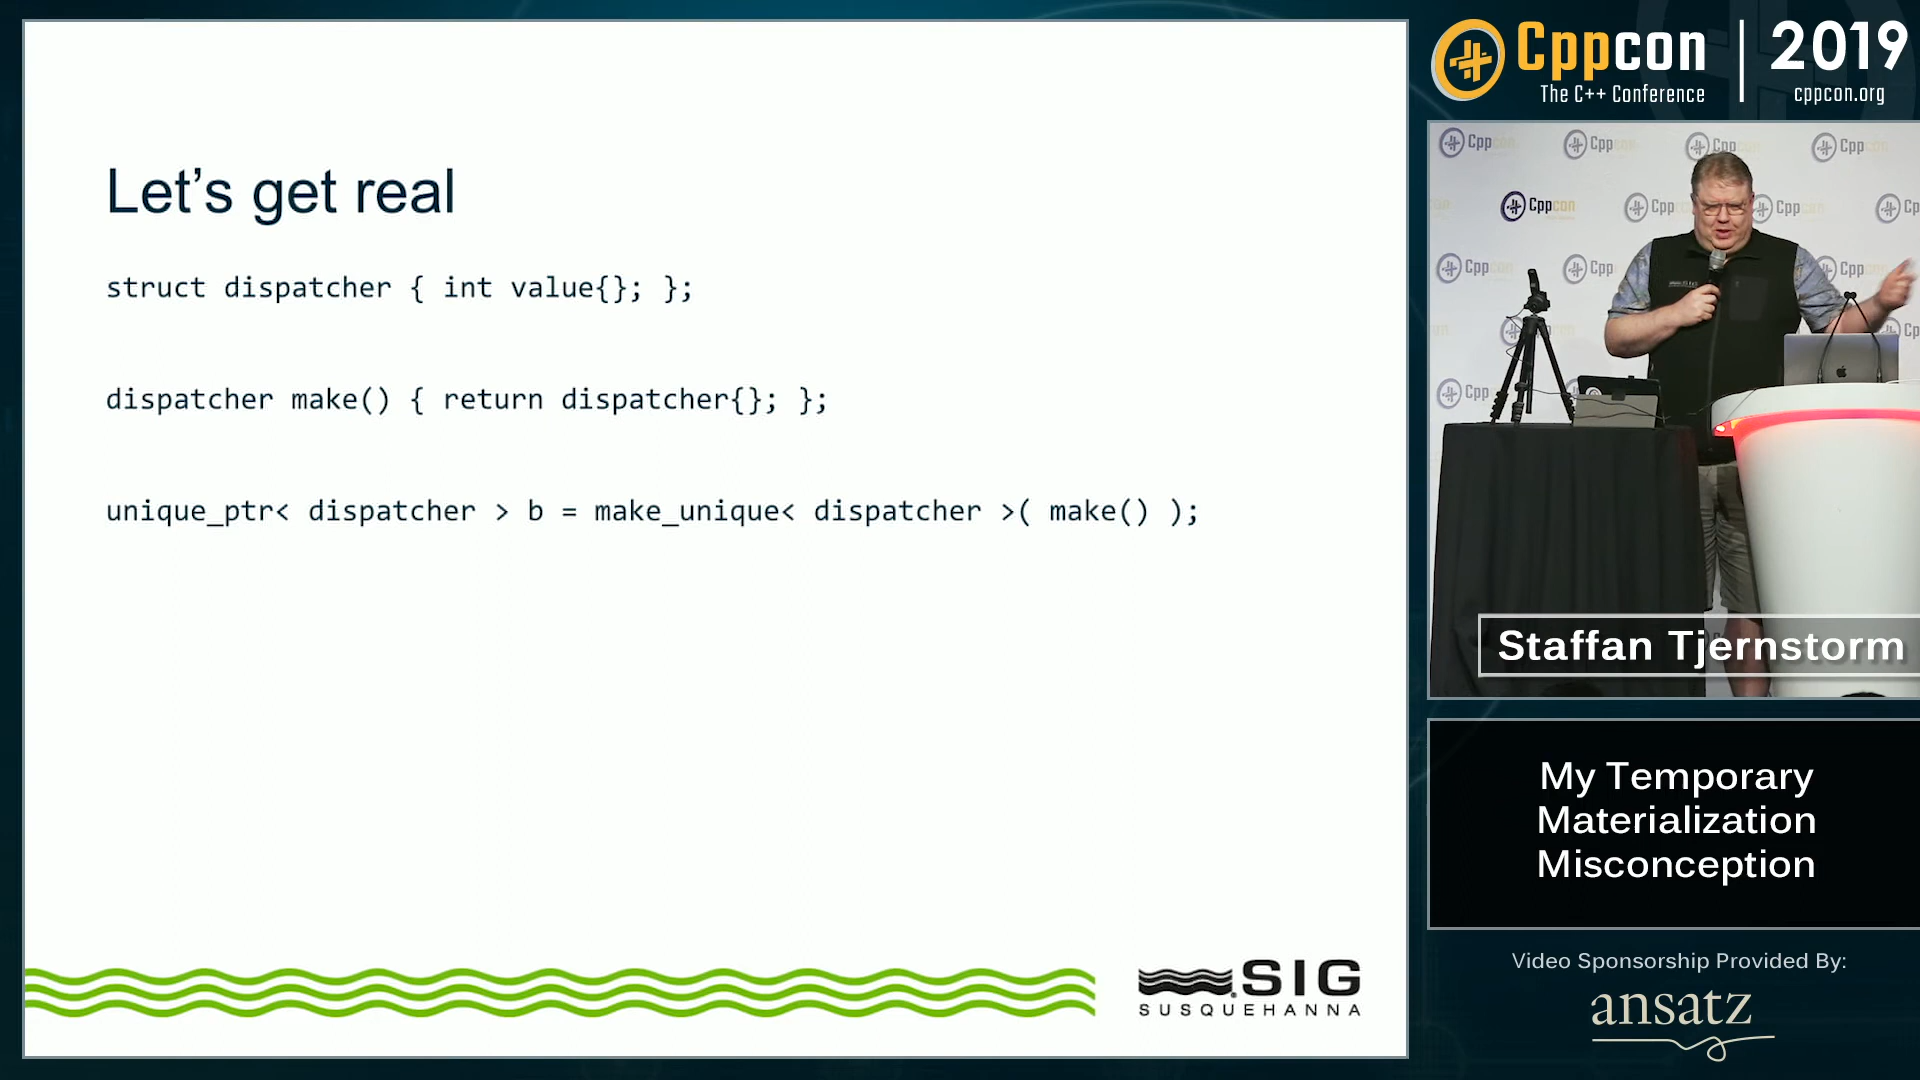 Let's get real
struct dispatcher { int value{}; };
dispatcher make() { return dispatcher{}; };
unique_ptr< dispatcher > b = make_unique< dispatcher >( make() );
SIG
SUSQUEHANNA
Cppcon
The C++ Conference
2019
cppcon.org
Cppcon
Staffan Tjernstorm
My Temporary
Materialization
Misconception
Video Sponsorship Provided By:
ansatz